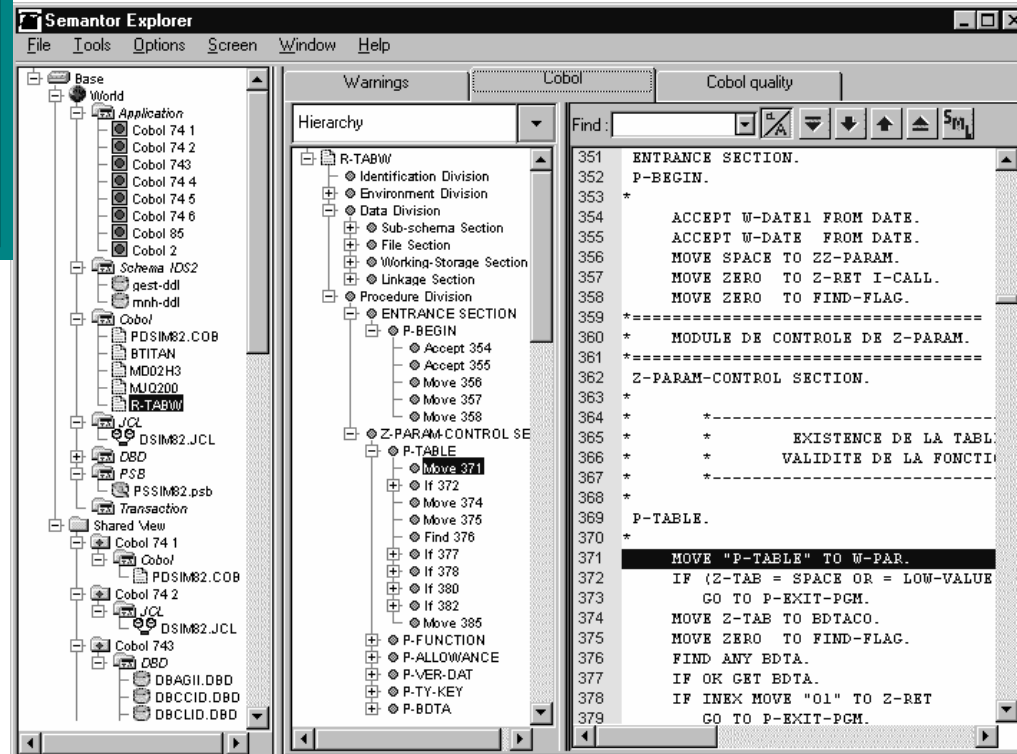 Semantor Explorer
File Tools Options Screen Window Help
Base
World
Application
Cobol 74 1
Cobol 74 2
Cobol 743
Cobol 74 4
Cobol 74 5
Cobol 74 6
Cobol 85
Cobol 2
Schema IDS2
gest-ddl
mnh-ddl
Cobol
PDSIM82.COB
BTITAN
MD02H3
MJQ200
R-TABW
JCL
DSIM82.JCL
DBD
PSB
PSSIM82.psb
Transaction
Shared View
Cobol 74 1
Cobol
PDSIM82.COB
Cobol 74 2
JCL
DSIM82.JCL
Cobol 743
DBD
DBAGII.DBD
DBCCID.DBD
DBCLID.DBD
Warnings Cobol Cobol quality
Hierarchy
R-TABW
Identification Division
Environment Division
Data Division
Sub-schema Section
File Section
Working-Storage Section
Linkage Section
Procedure Division
ENTRANCE SECTION
P-BEGIN
Accept 354
Accept 355
Move 356
Move 357
Move 358
Z-PARAM-CONTROL SE
P-TABLE
Move 371
If 372
Move 374
Move 375
Find 376
If 377
If 378
If 380
If 382
Move 385
P-FUNCTION
P-ALLOWANCE
P-VER-DAT
P-TY-KEY
P-BDTA
Find : a/A SML
351 ENTRANCE SECTION.
352 P-BEGIN.
353 *
354 ACCEPT W-DATE1 FROM DATE.
355 ACCEPT W-DATE FROM DATE.
356 MOVE SPACE TO ZZ-PARAM.
357 MOVE ZERO TO Z-RET I-CALL.
358 MOVE ZERO TO FIND-FLAG.
359 *===================================
360 * MODULE DE CONTROLE DE Z-PARAM.
361 *===================================
362 Z-PARAM-CONTROL SECTION.
363 *
364 * *-----------------------------
365 * * EXISTENCE DE LA TABL
366 * * VALIDITE DE LA FONCTI
367 * *-----------------------------
368 *
369 P-TABLE.
370 *
371 MOVE "P-TABLE" TO W-PAR.
372 IF (Z-TAB = SPACE OR = LOW-VALUE
373 GO TO P-EXIT-PGM.
374 MOVE Z-TAB TO BDTACO.
375 MOVE ZERO TO FIND-FLAG.
376 FIND ANY BDTA.
377 IF OK GET BDTA.
378 IF INEX MOVE "01" TO Z-RET
379 GO TO P-EXIT-PGM.